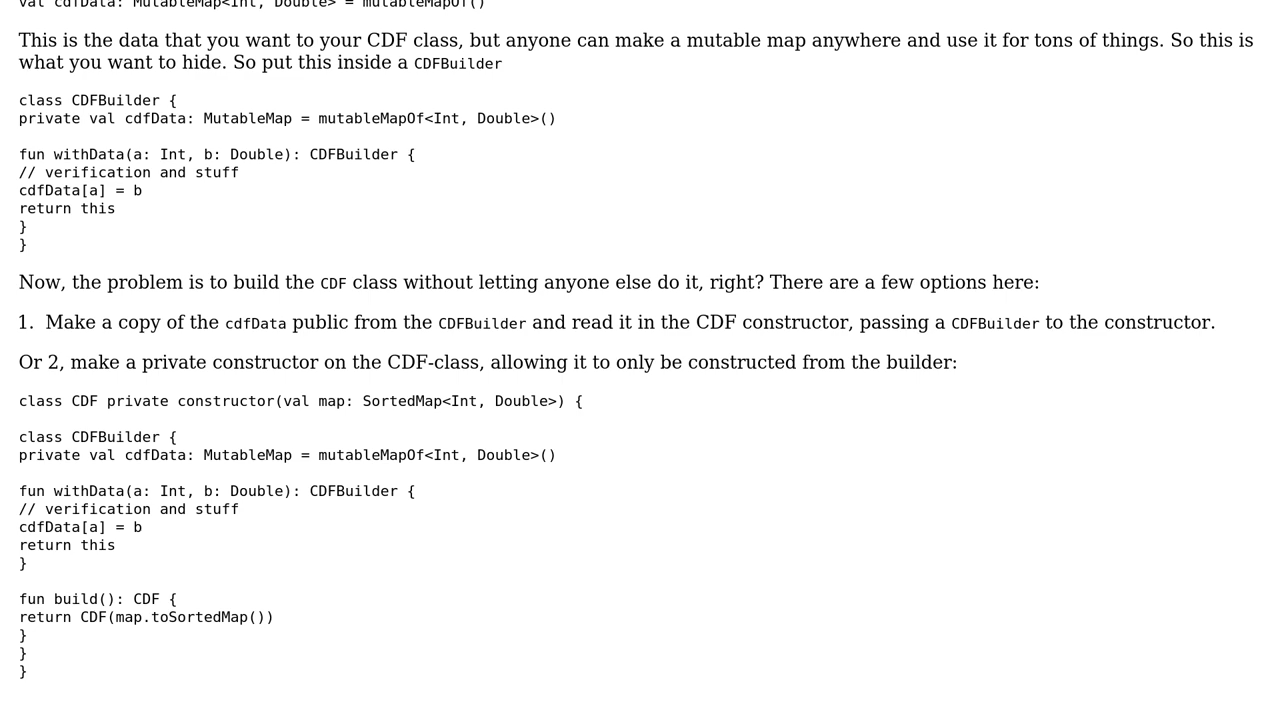 val cdfData: MutableMap<Int, Double> = mutableMapOf()
This is the data that you want to your CDF class, but anyone can make a mutable map anywhere and use it for tons of things. So this is
what you want to hide. So put this inside a CDFBuilder
class CDFBuilder {
private val cdfData: MutableMap = mutableMapOf<Int, Double>()
fun withData(a: Int, b: Double): CDFBuilder {
// verification and stuff
cdfData[a] = b
return this
}
}
Now, the problem is to build the CDF class without letting anyone else do it, right? There are a few options here:
1. Make a copy of the cdfData public from the CDFBuilder and read it in the CDF constructor, passing a CDFBuilder to the constructor.
Or 2, make a private constructor on the CDF-class, allowing it to only be constructed from the builder:
class CDF private constructor(val map: SortedMap<Int, Double>) {
class CDFBuilder {
private val cdfData: MutableMap = mutableMapOf<Int, Double>()
fun withData(a: Int, b: Double): CDFBuilder {
// verification and stuff
cdfData[a] = b
return this
}
fun build(): CDF {
return CDF(map.toSortedMap())
}
}
}